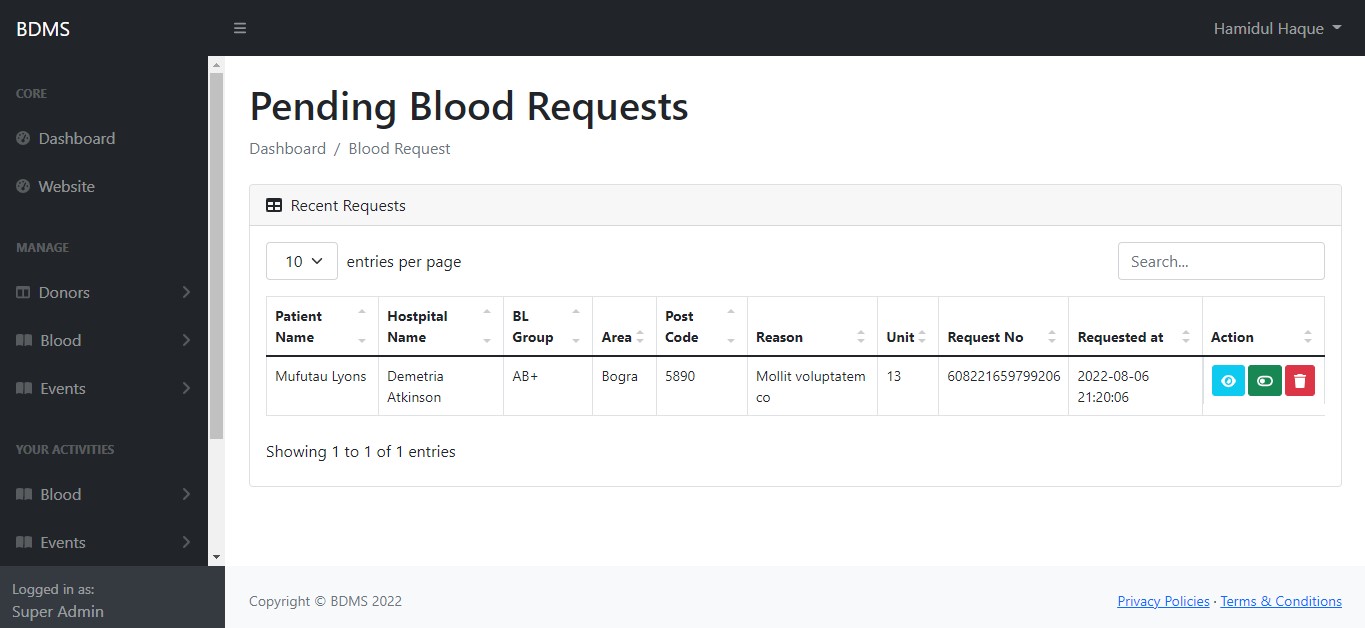 BDMS
Hamidul Haque
CORE
Dashboard
Website
MANAGE
Donors
Blood
Events
YOUR ACTIVITIES
Blood
Events
Logged in as:
Super Admin
Pending Blood Requests
Dashboard / Blood Request
Recent Requests
10 entries per page
Search...
Patient Name
Hostpital Name
BL Group
Area
Post Code
Reason
Unit
Request No
Requested at
Action
Mufutau Lyons
Demetria Atkinson
AB+
Bogra
5890
Mollit voluptatem co
13
608221659799206
2022-08-06 21:20:06
Showing 1 to 1 of 1 entries
Copyright © BDMS 2022
Privacy Policies · Terms & Conditions